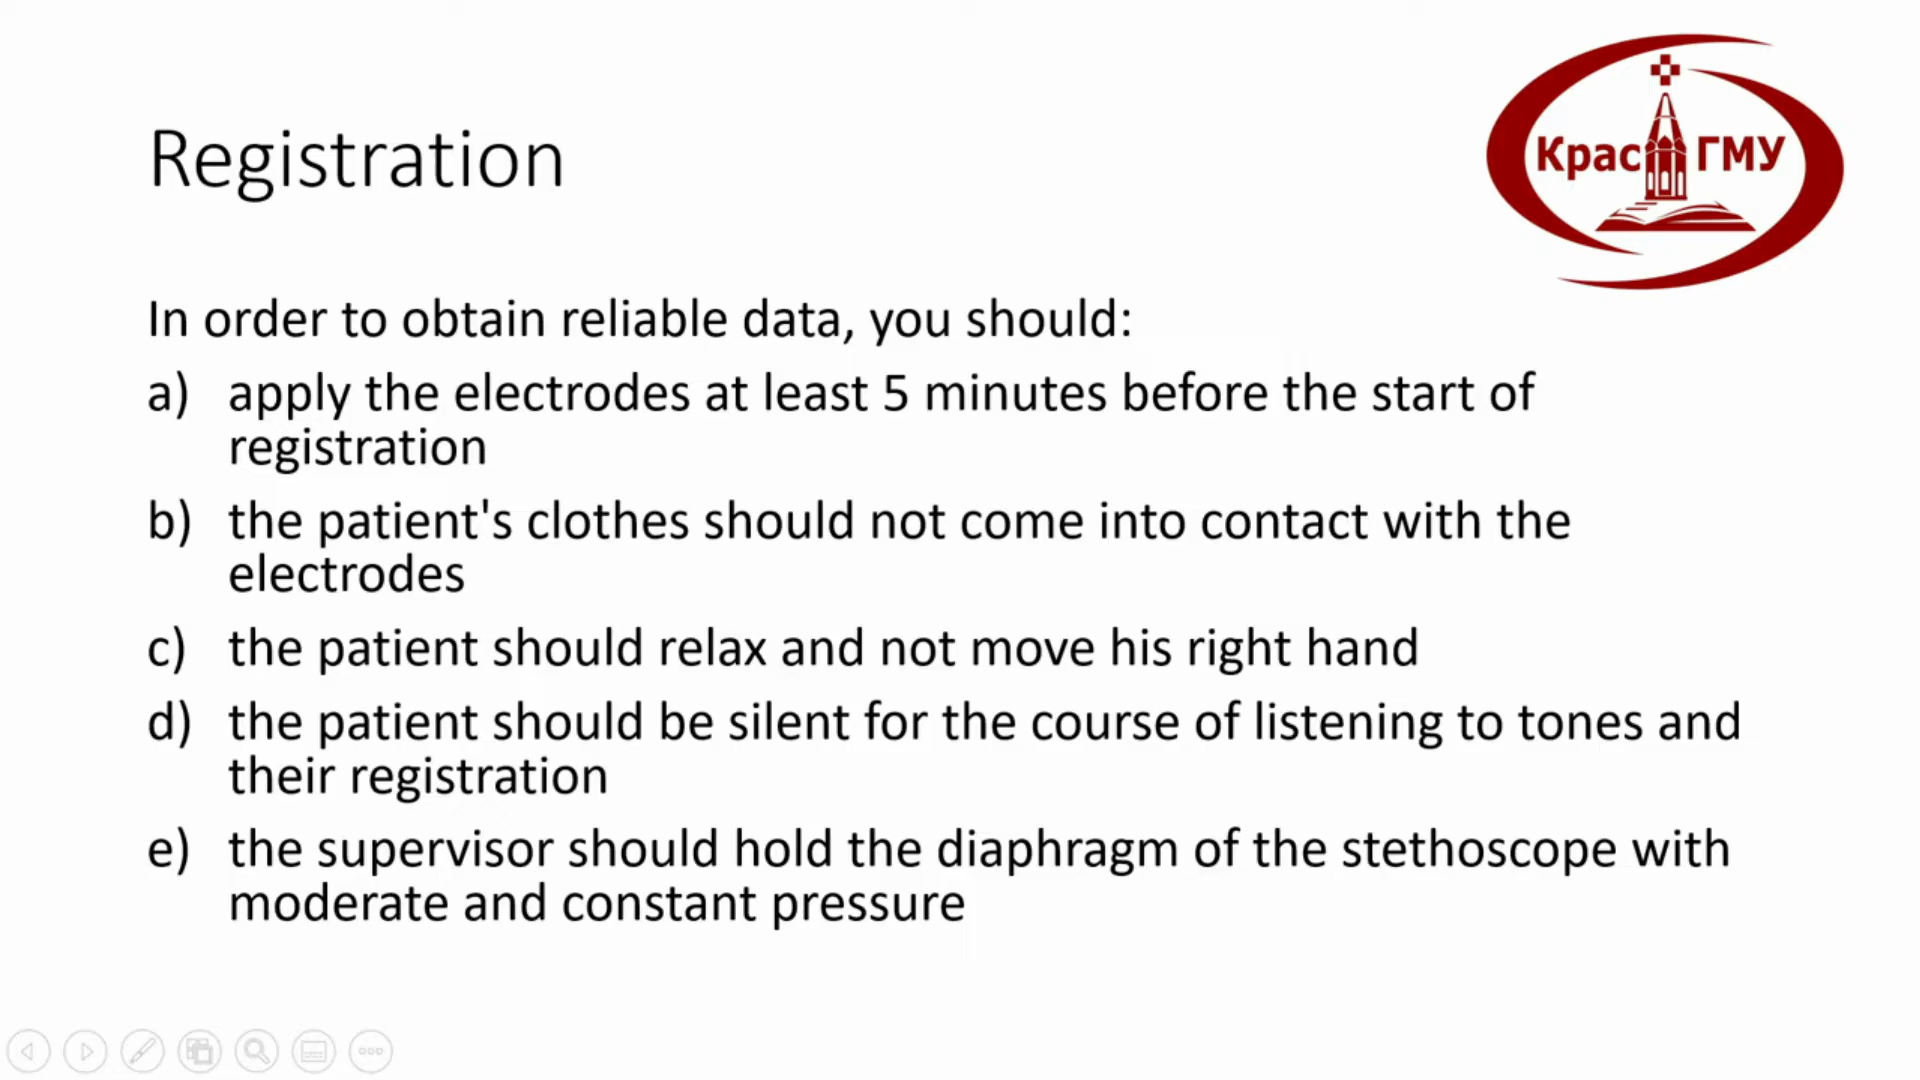 Registration
Крас ГМУ
In order to obtain reliable data, you should:
a) apply the electrodes at least 5 minutes before the start of
registration
b) the patient's clothes should not come into contact with the
electrodes
c) the patient should relax and not move his right hand
d) the patient should be silent for the course of listening to tones and
their registration
e) the supervisor should hold the diaphragm of the stethoscope with
moderate and constant pressure